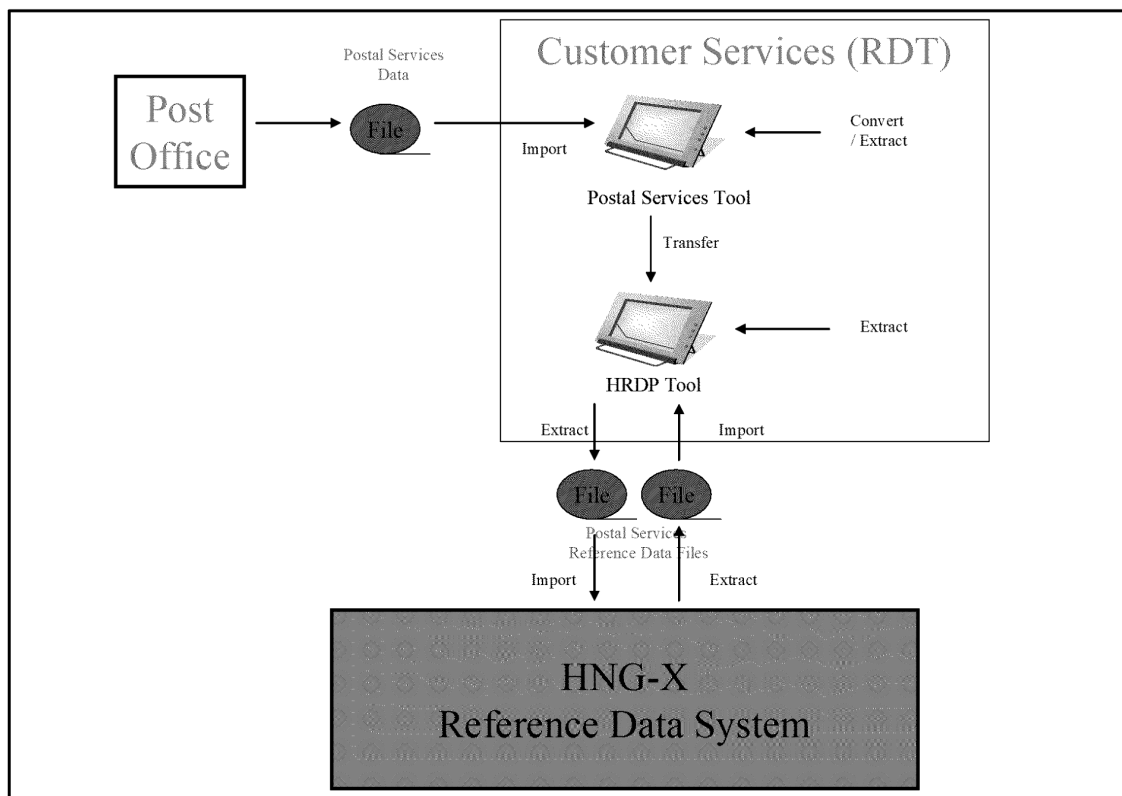 Customer Services (RDT)
Postal Services
Data
Post
Office
File
Import
Convert
/ Extract
Postal Services Tool
Transfer
Extract
HRDP Tool
Extract
Import
File
File
Postal Services
Reference Data Files
Import
Extract
HNG-X
Reference Data System